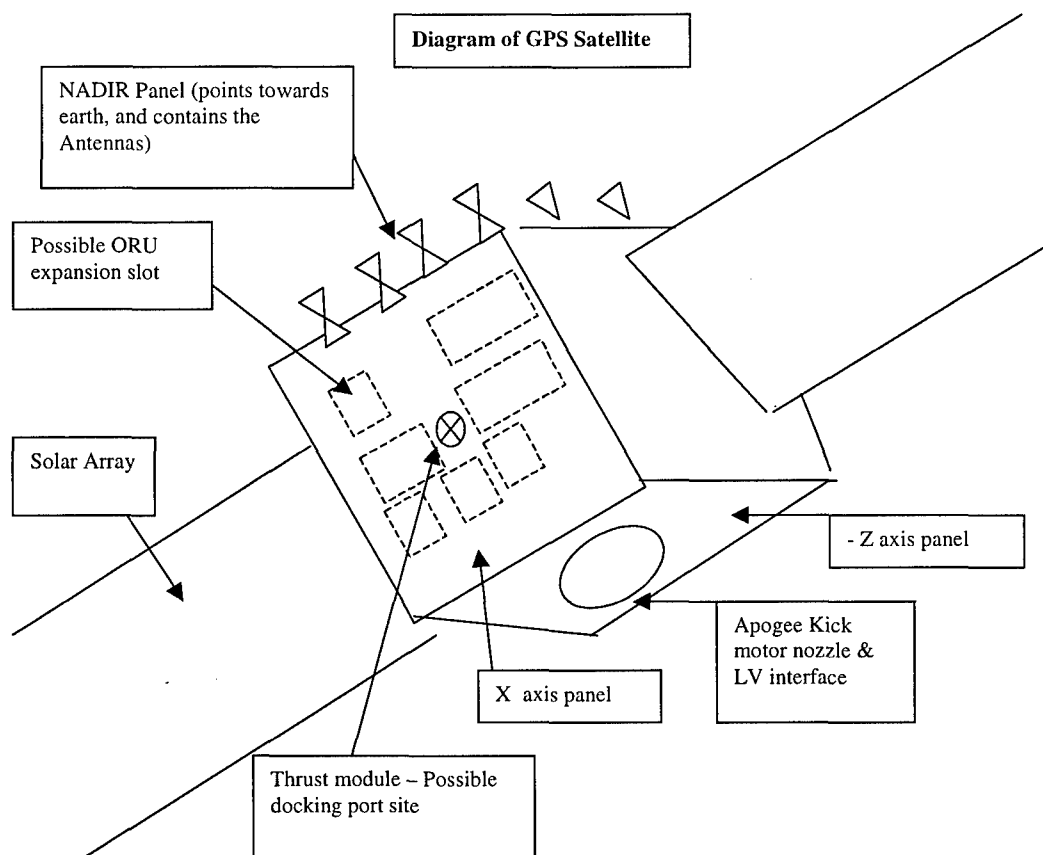 Diagram of GPS Satellite
NADIR Panel (points towards
earth, and contains the
Antennas)
Possible ORU
expansion slot
Solar Array
- Z axis panel
Apogee Kick
motor nozzle &
LV interface
X axis panel
Thrust module – Possible
docking port site